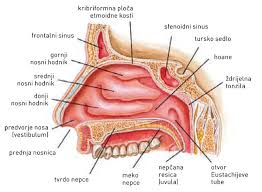 kribriformna ploča
etmoidne kosti
sfenoidni sinus
frontalni sinus
tursko sedlo
gornji
nosni hodnik
hoane
srednji
nosni hodnik
ždrijelna
tonzila
donji
nosni hodnik
predvorje nosa
(vestibulum)
prednja nosnica
tvrdo nepce
meko
nepce
nepčana
resica
(uvula)
otvor
Eustachijeve
tube